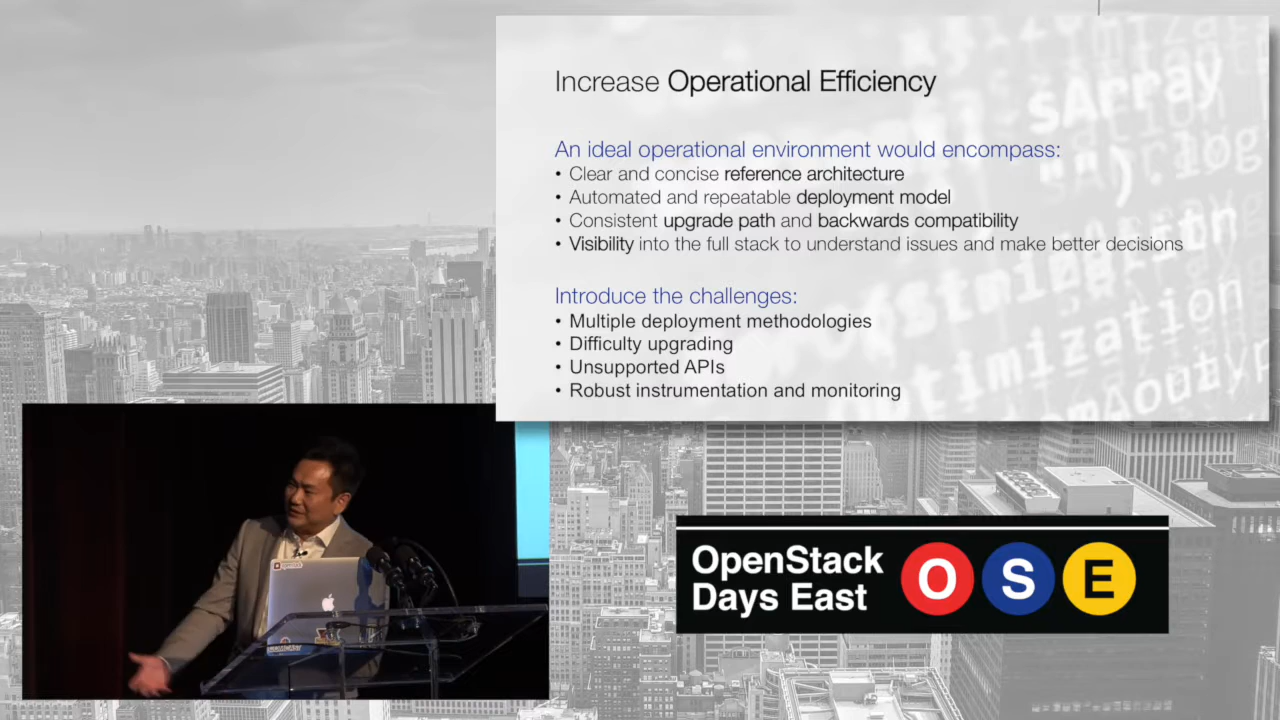 Increase Operational Efficiency
An ideal operational environment would encompass:
• Clear and concise reference architecture
• Automated and repeatable deployment model
• Consistent upgrade path and backwards compatibility
• Visibility into the full stack to understand issues and make better decisions
Introduce the challenges:
• Multiple deployment methodologies
• Difficulty upgrading
• Unsupported APIs
• Robust instrumentation and monitoring
OpenStack
Days East
O S E